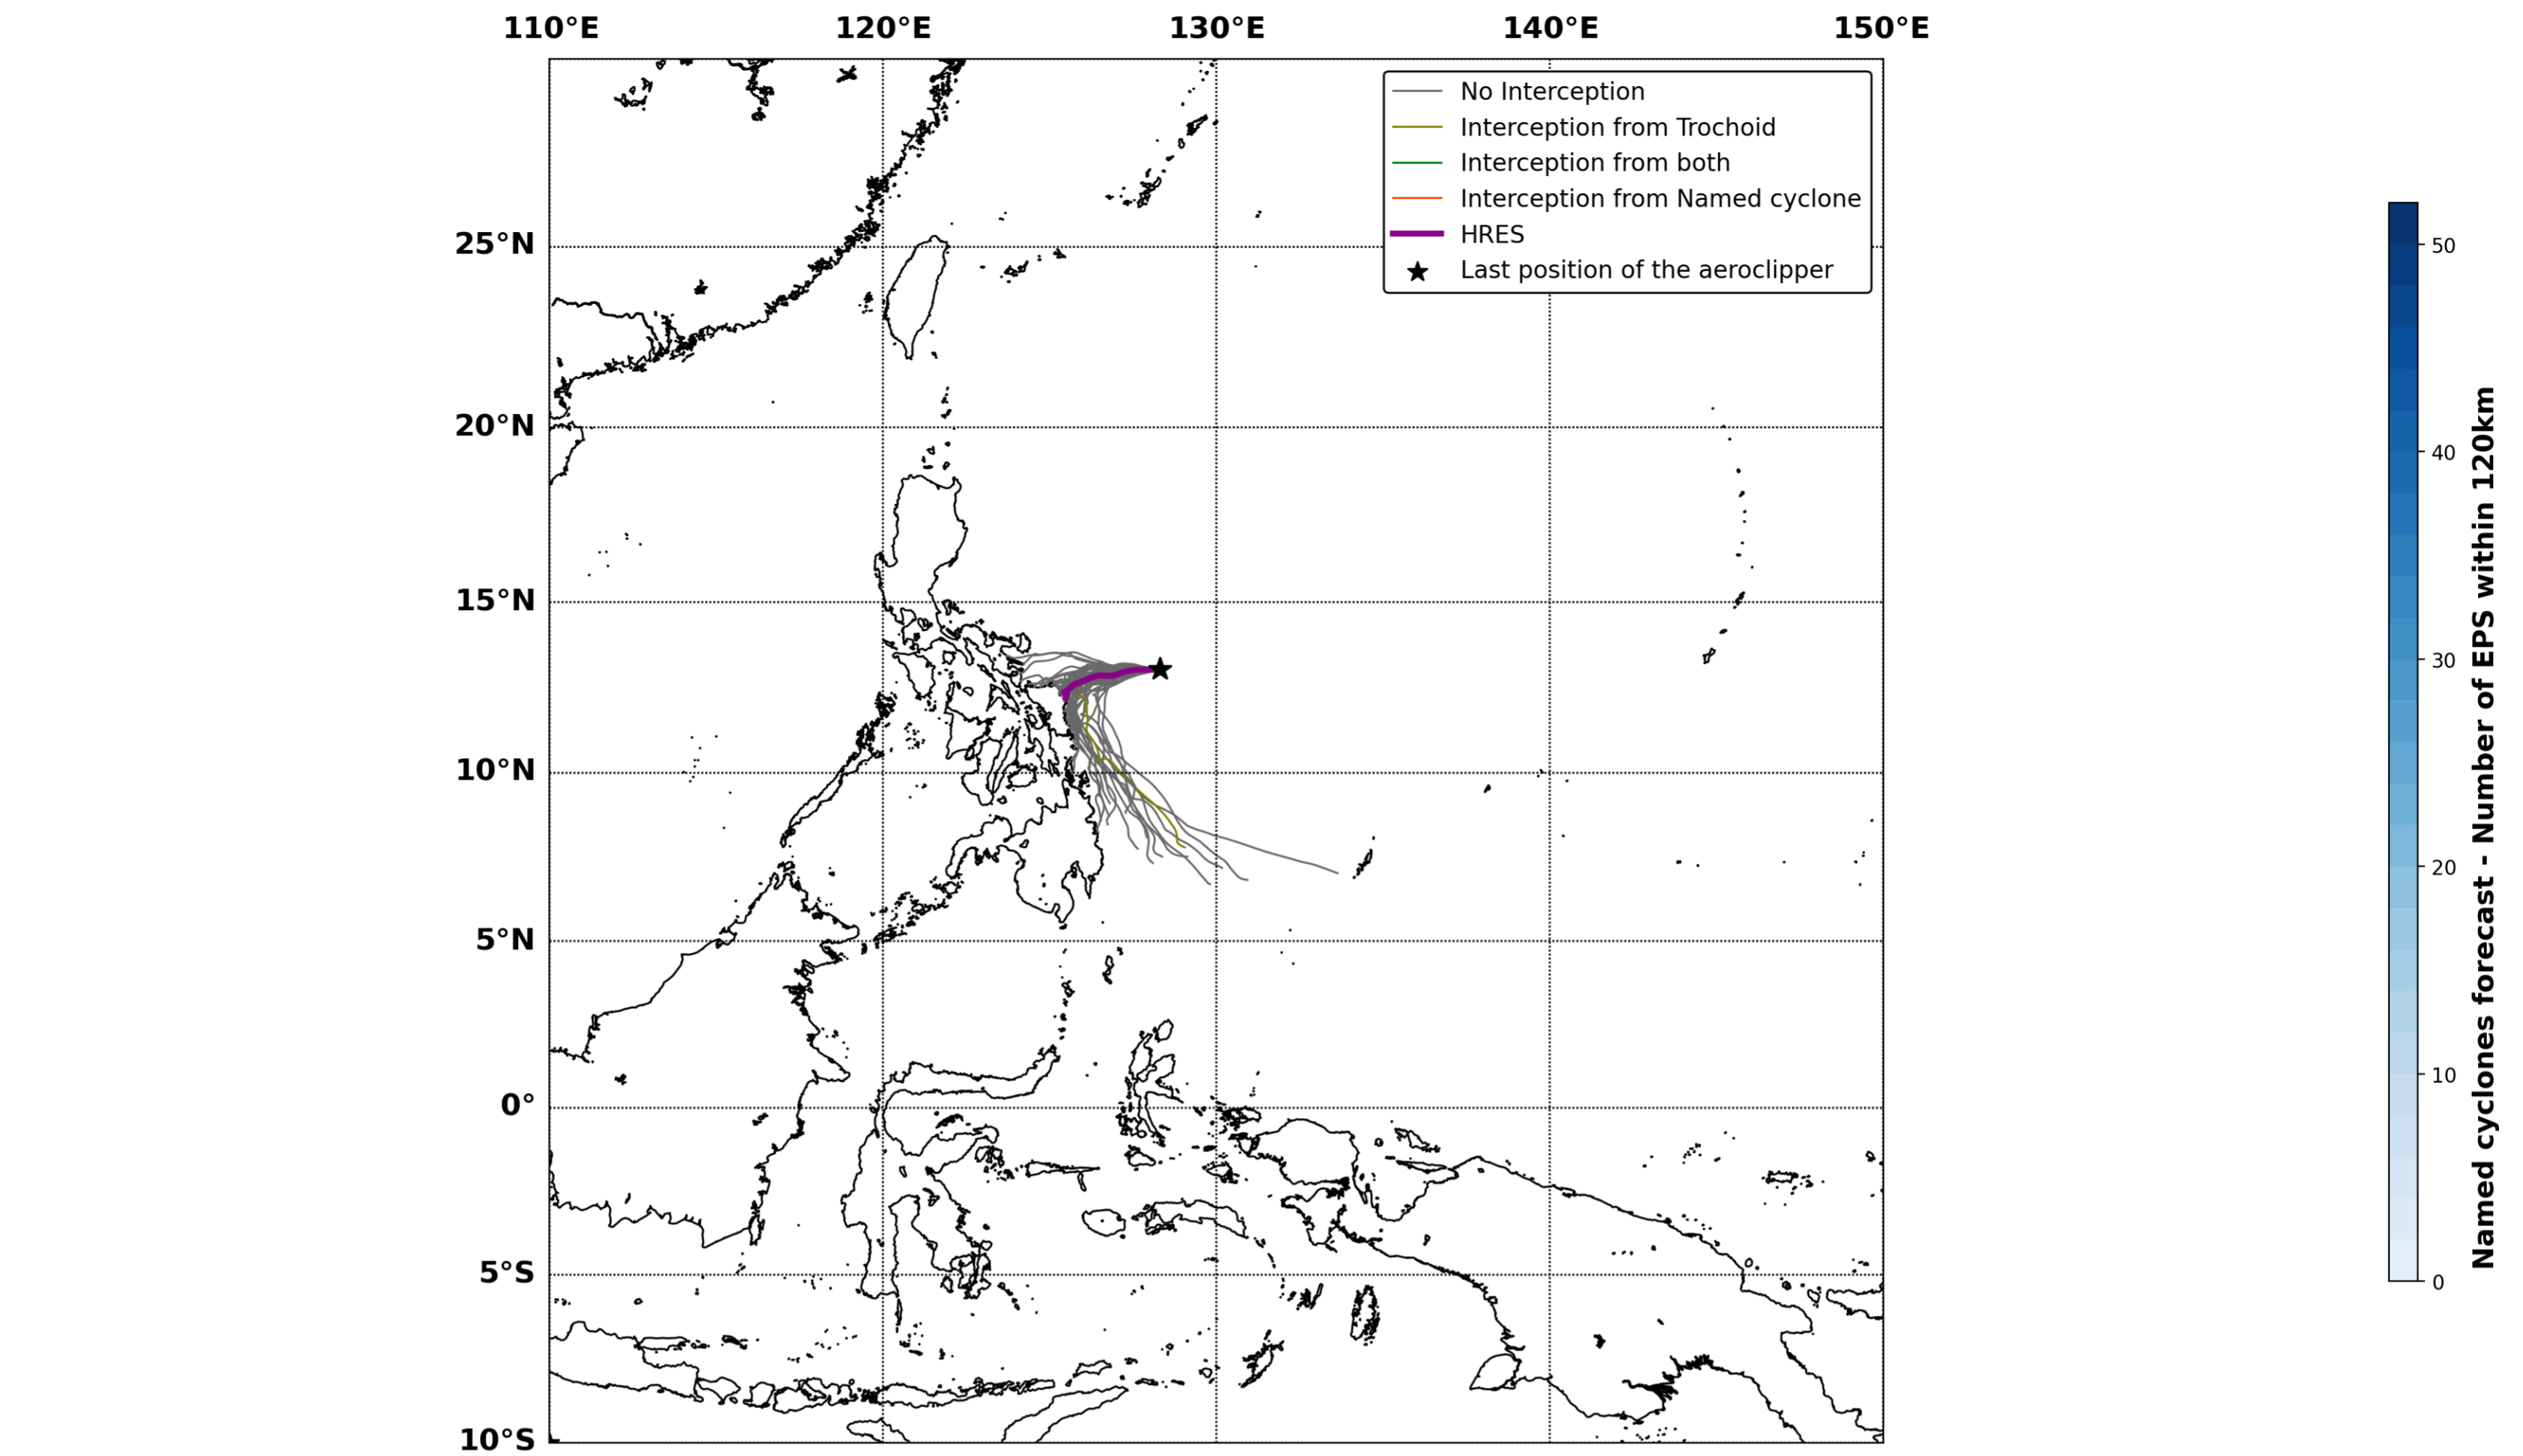 110°E 120°E 130°E 140°E 150°E
No Interception
Interception from Trochoid
Interception from both
Interception from Named cyclone
HRES
Last position of the aeroclipper
25°N
20°N
15°N
10°N
5°N
0°
5°S
10°S
50
40
30
20
10
0
Named cyclones forecast - Number of EPS within 120km